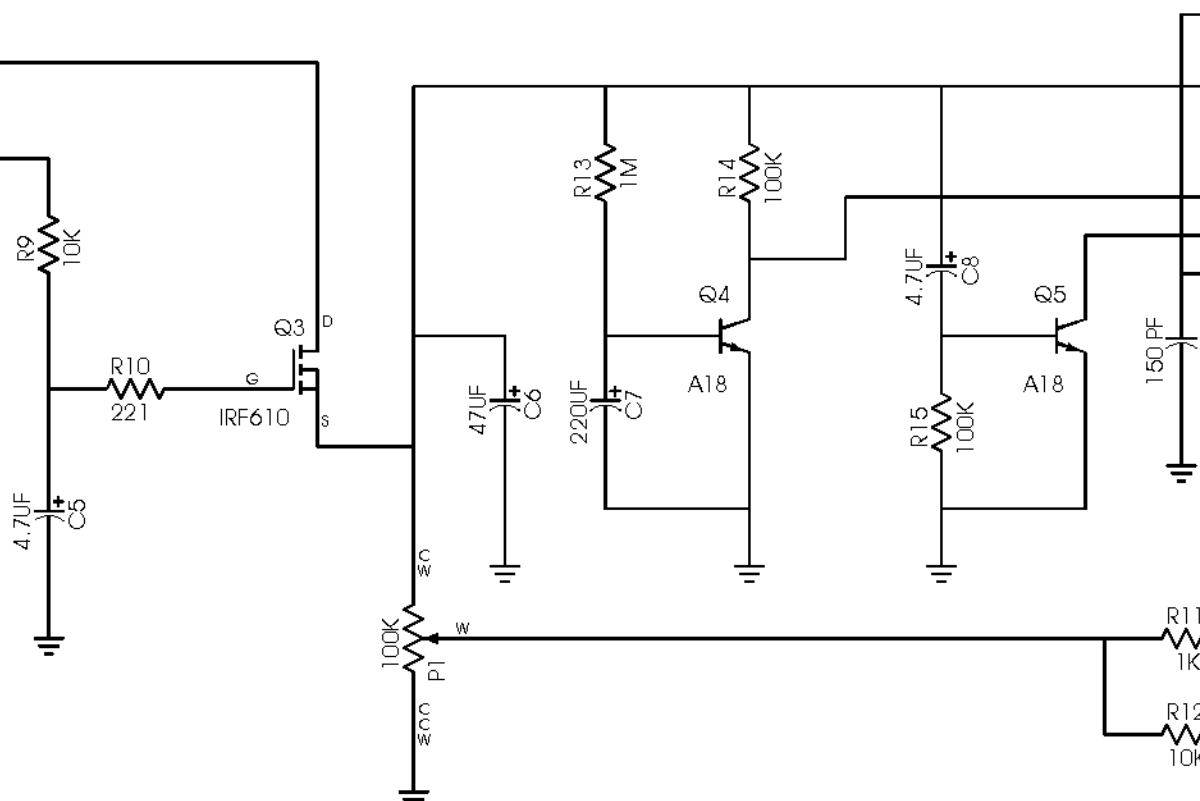 R9
10K
R10
221
4.7UF
C5
Q3
D
G
S
IRF610
47UF
C6
R13
1M
220UF
C7
R14
100K
Q4
A18
4.7UF
C8
R15
100K
Q5
A18
150 PF
CW
100K
P1
W
CCW
R11
1K
R12
10K